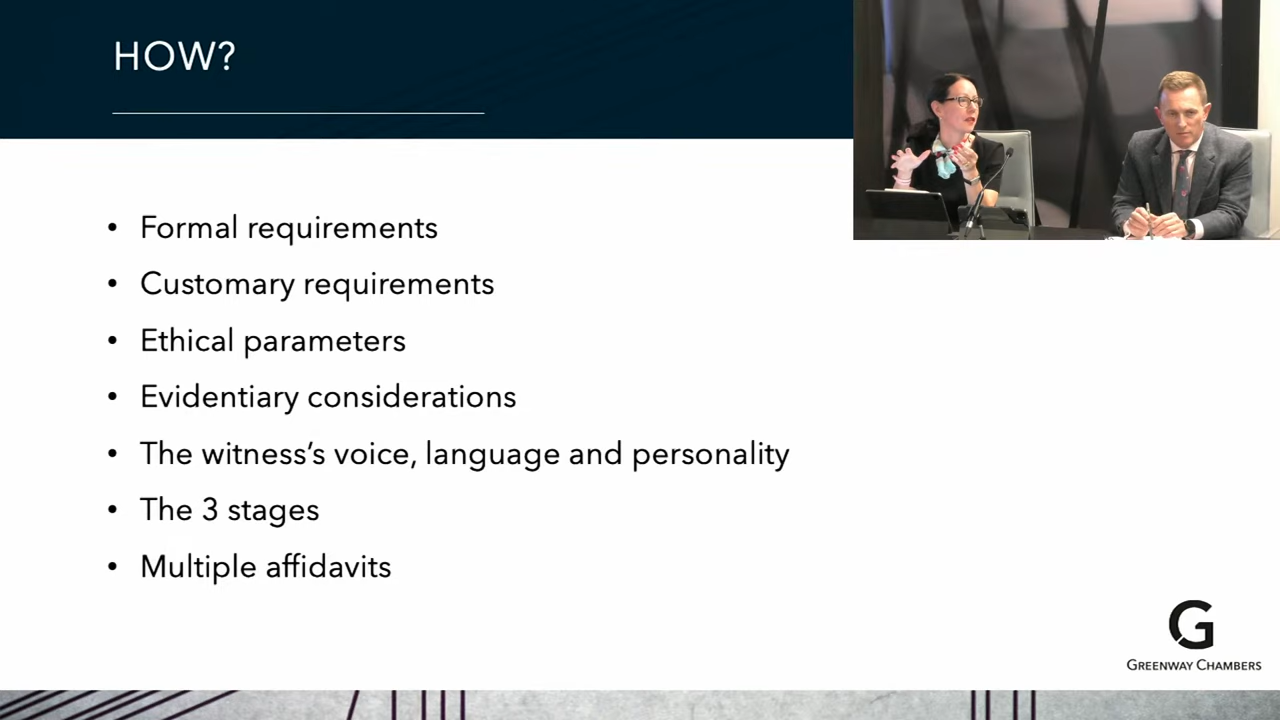 HOW?
• Formal requirements
• Customary requirements
• Ethical parameters
• Evidentiary considerations
• The witness’s voice, language and personality
• The 3 stages
• Multiple affidavits
G
GREENWAY CHAMBERS